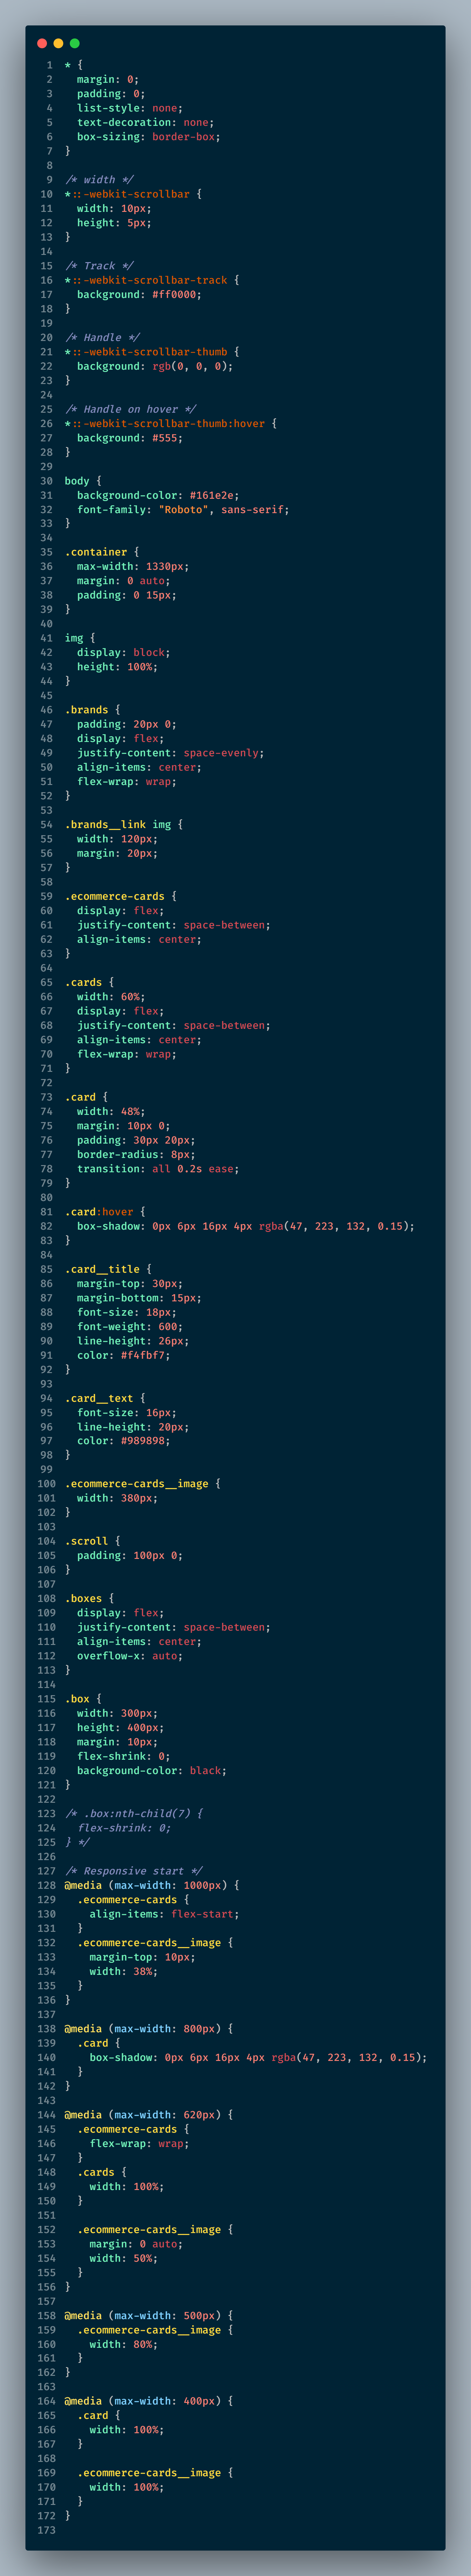 1 * {
2   margin: 0;
3   padding: 0;
4   list-style: none;
5   text-decoration: none;
6   box-sizing: border-box;
7 }
8
9 /* width */
10 *::-webkit-scrollbar {
11   width: 10px;
12   height: 5px;
13 }
14
15 /* Track */
16 *::-webkit-scrollbar-track {
17   background: #ff0000;
18 }
19
20 /* Handle */
21 *::-webkit-scrollbar-thumb {
22   background: rgb(0, 0, 0);
23 }
24
25 /* Handle on hover */
26 *::-webkit-scrollbar-thumb:hover {
27   background: #555;
28 }
29
30 body {
31   background-color: #161e2e;
32   font-family: "Roboto", sans-serif;
33 }
34
35 .container {
36   max-width: 1330px;
37   margin: 0 auto;
38   padding: 0 15px;
39 }
40
41 img {
42   display: block;
43   height: 100%;
44 }
45
46 .brands {
47   padding: 20px 0;
48   display: flex;
49   justify-content: space-evenly;
50   align-items: center;
51   flex-wrap: wrap;
52 }
53
54 .brands__link img {
55   width: 120px;
56   margin: 20px;
57 }
58
59 .ecommerce-cards {
60   display: flex;
61   justify-content: space-between;
62   align-items: center;
63 }
64
65 .cards {
66   width: 60%;
67   display: flex;
68   justify-content: space-between;
69   align-items: center;
70   flex-wrap: wrap;
71 }
72
73 .card {
74   width: 48%;
75   margin: 10px 0;
76   padding: 30px 20px;
77   border-radius: 8px;
78   transition: all 0.2s ease;
79 }
80
81 .card:hover {
82   box-shadow: 0px 6px 16px 4px rgba(47, 223, 132, 0.15);
83 }
84
85 .card__title {
86   margin-top: 30px;
87   margin-bottom: 15px;
88   font-size: 18px;
89   font-weight: 600;
90   line-height: 26px;
91   color: #f4fbf7;
92 }
93
94 .card__text {
95   font-size: 16px;
96   line-height: 20px;
97   color: #989898;
98 }
99
100 .ecommerce-cards__image {
101   width: 380px;
102 }
103
104 .scroll {
105   padding: 100px 0;
106 }
107
108 .boxes {
109   display: flex;
110   justify-content: space-between;
111   align-items: center;
112   overflow-x: auto;
113 }
114
115 .box {
116   width: 300px;
117   height: 400px;
118   margin: 10px;
119   flex-shrink: 0;
120   background-color: black;
121 }
122
123 /* .box:nth-child(7) {
124   flex-shrink: 0;
125 } */
126
127 /* Responsive start */
128 @media (max-width: 1000px) {
129   .ecommerce-cards {
130     align-items: flex-start;
131   }
132   .ecommerce-cards__image {
133     margin-top: 10px;
134     width: 38%;
135   }
136 }
137
138 @media (max-width: 800px) {
139   .card {
140     box-shadow: 0px 6px 16px 4px rgba(47, 223, 132, 0.15);
141   }
142 }
143
144 @media (max-width: 620px) {
145   .ecommerce-cards {
146     flex-wrap: wrap;
147   }
148   .cards {
149     width: 100%;
150   }
151
152   .ecommerce-cards__image {
153     margin: 0 auto;
154     width: 50%;
155   }
156 }
157
158 @media (max-width: 500px) {
159   .ecommerce-cards__image {
160     width: 80%;
161   }
162 }
163
164 @media (max-width: 400px) {
165   .card {
166     width: 100%;
167   }
168
169   .ecommerce-cards__image {
170     width: 100%;
171   }
172 }
173